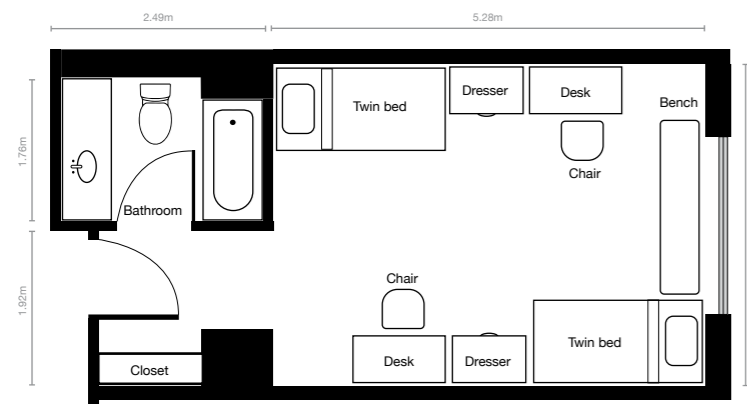 2.49m
5.28m
Twin bed
Dresser
Desk
Bench
Chair
1.76m
Bathroom
1.92m
Chair
Desk
Dresser
Twin bed
Closet